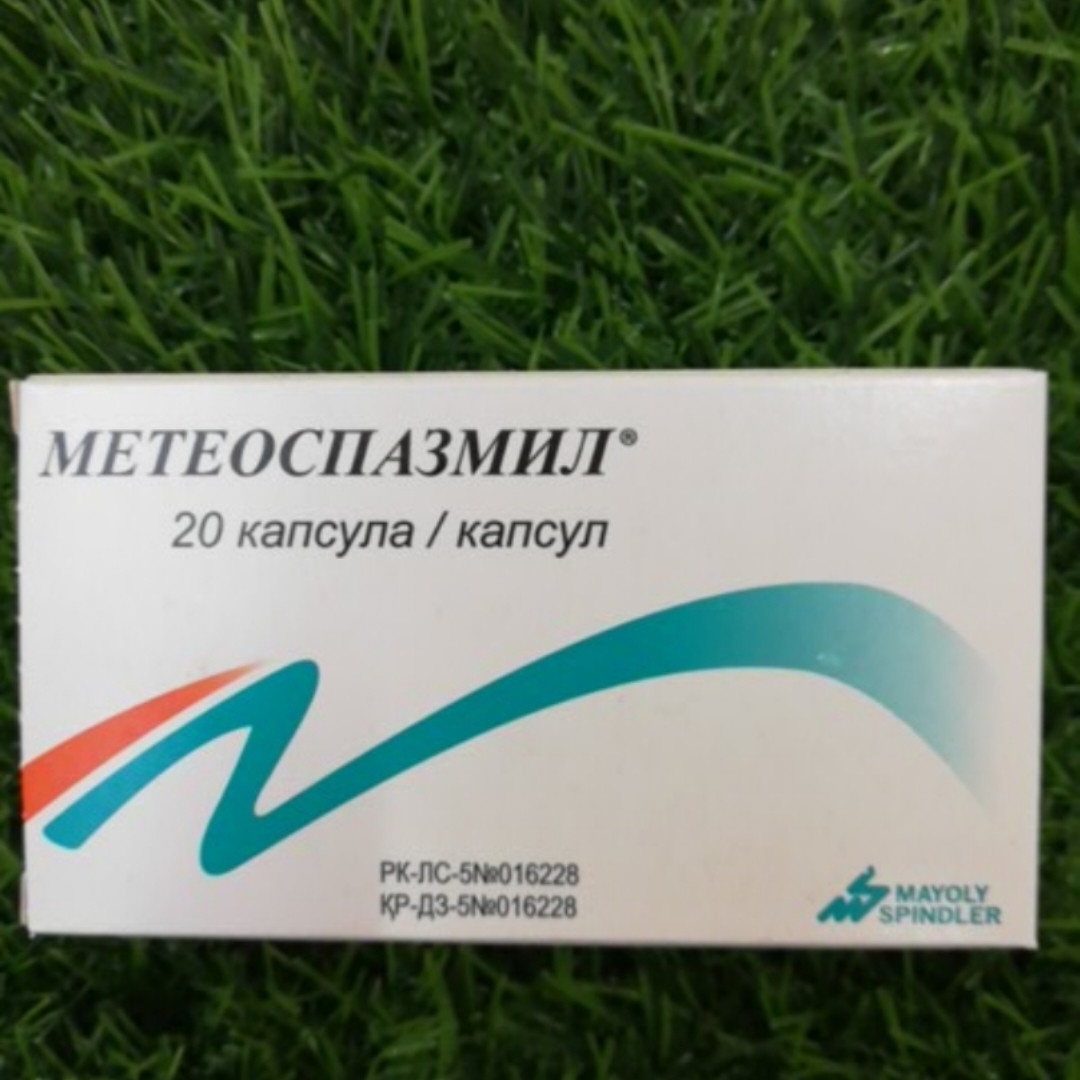 МЕТЕОСПАЗМИЛ®
20 капсула / капсул
РК-ЛС-5№016228
ҚР-ДЗ-5№016228
MAYOLY
SPINDLER